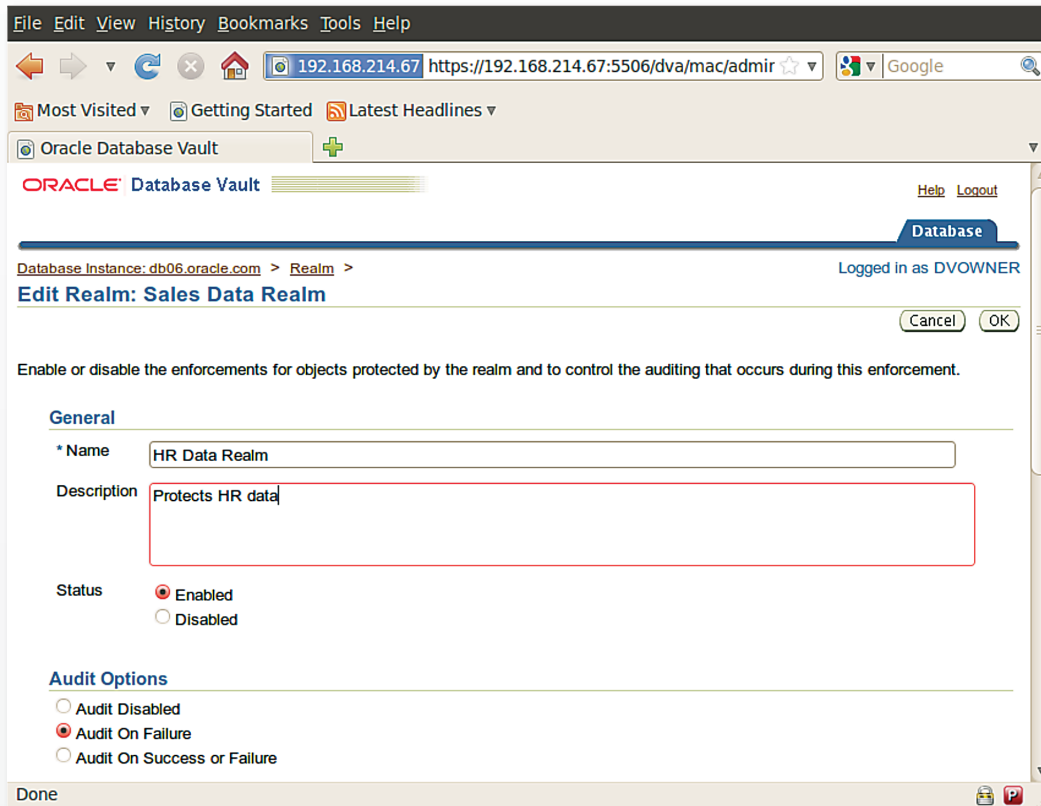 File Edit View History Bookmarks Tools Help
192.168.214.67 https://192.168.214.67:5506/dva/mac/admir Google
Most Visited Getting Started Latest Headlines
Oracle Database Vault
ORACLE Database Vault
Help Logout
Database
Database Instance: db06.oracle.com > Realm >
Logged in as DVOWNER
Edit Realm: Sales Data Realm
Cancel OK
Enable or disable the enforcements for objects protected by the realm and to control the auditing that occurs during this enforcement.
General
* Name HR Data Realm
Description Protects HR data
Status Enabled
Disabled
Audit Options
Audit Disabled
Audit On Failure
Audit On Success or Failure
Done